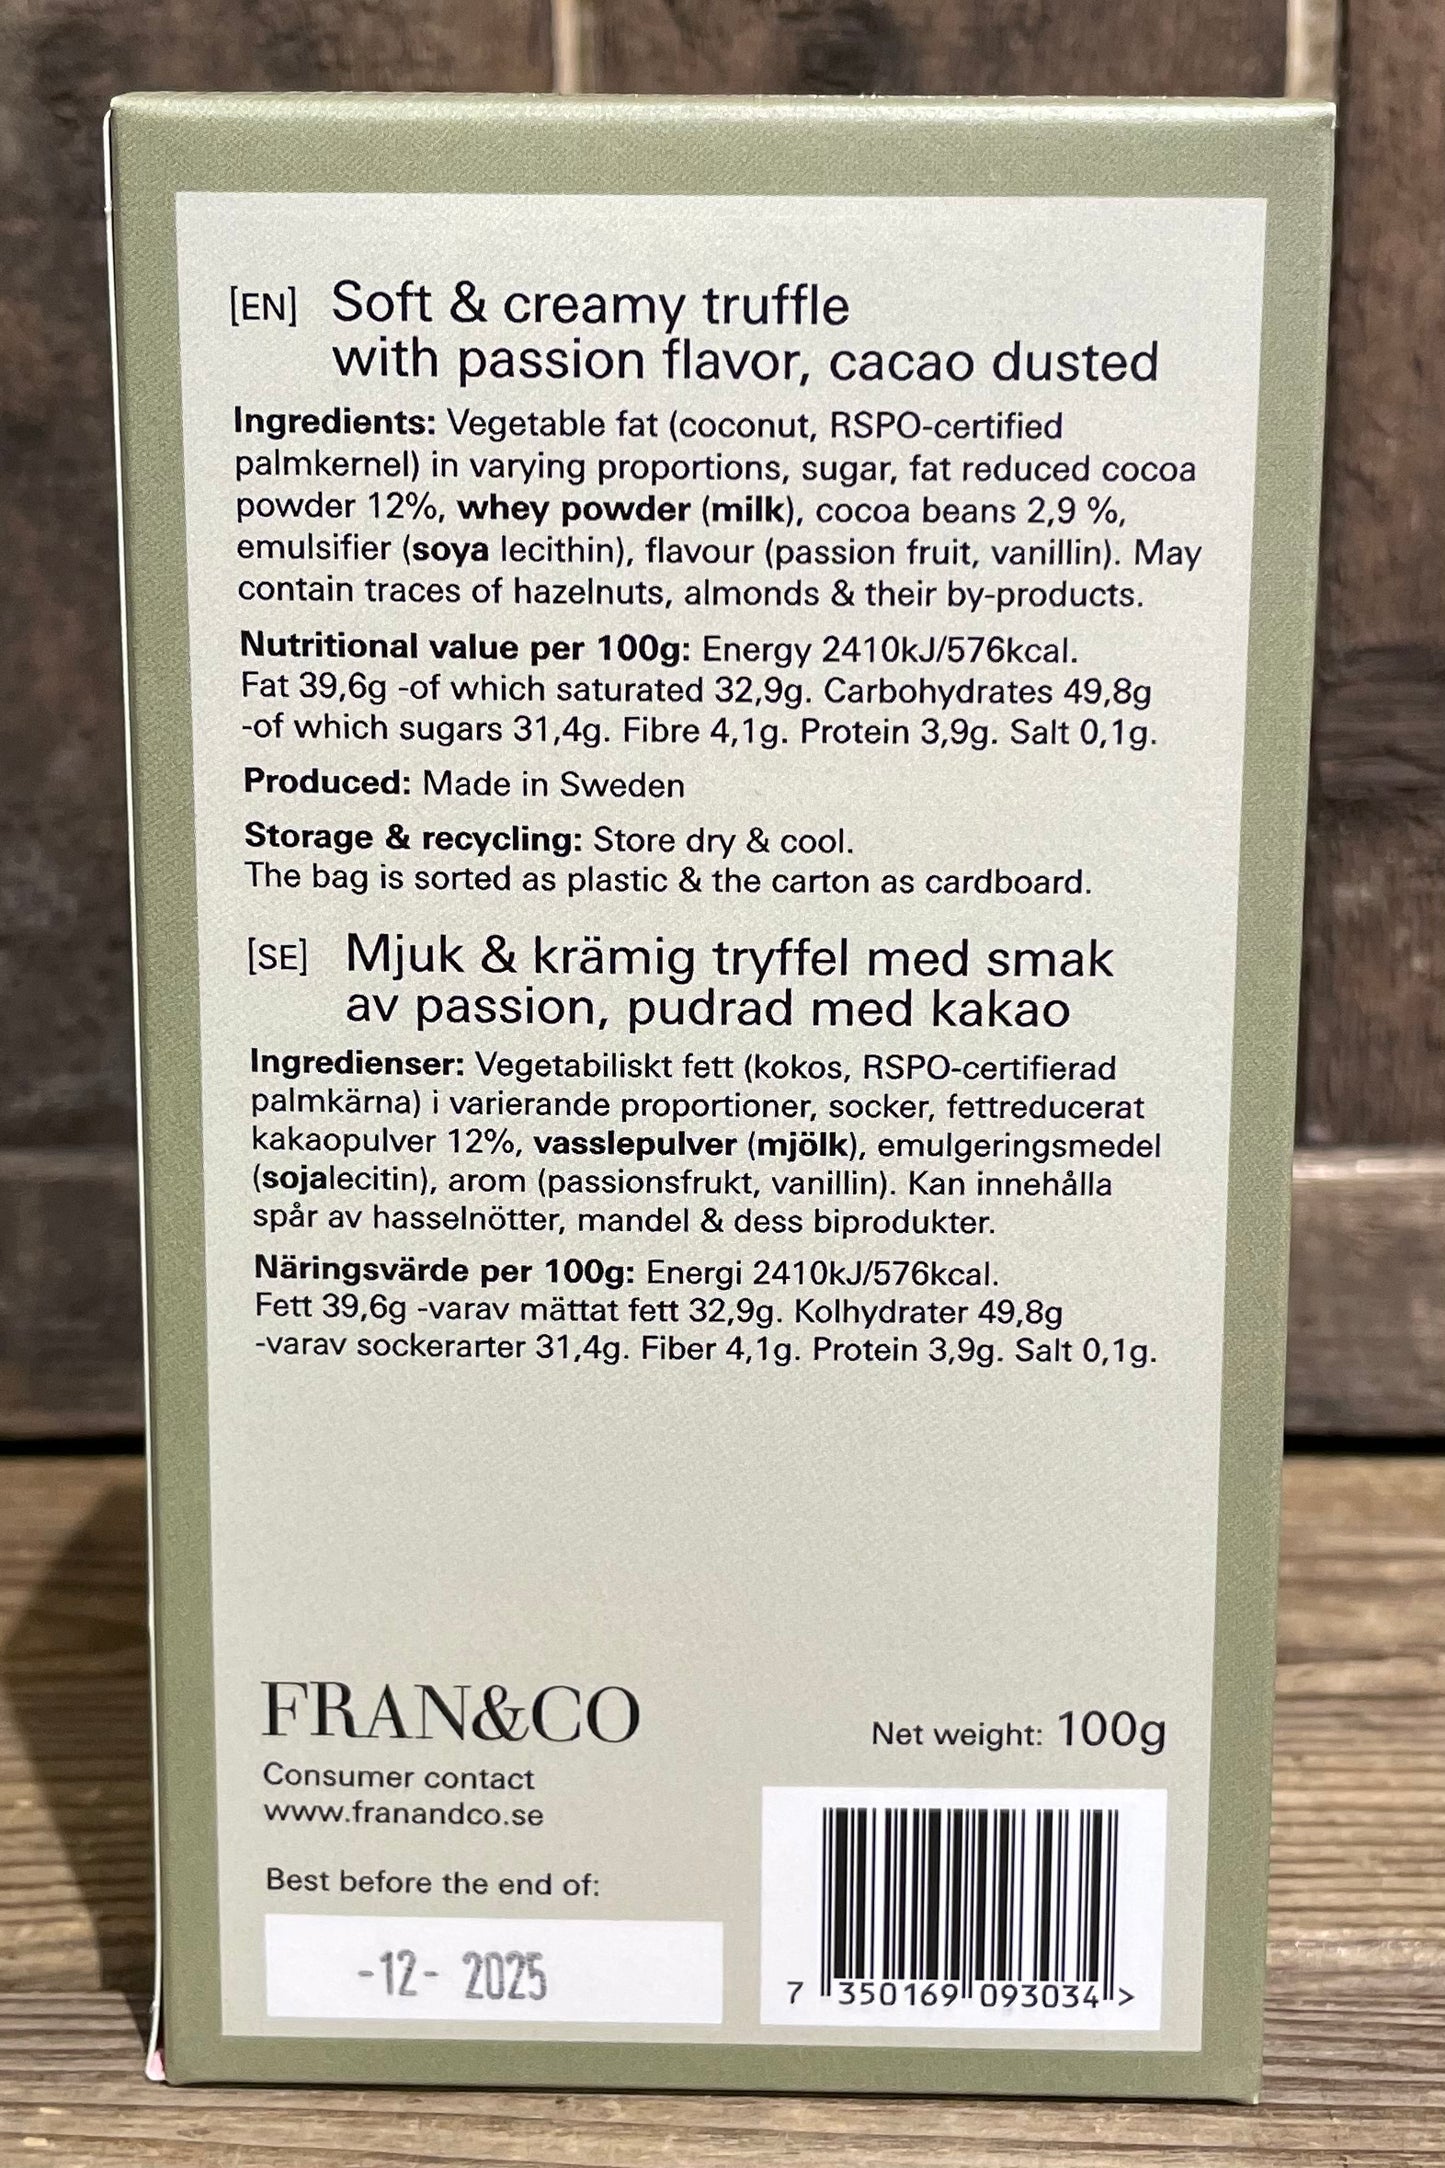 [EN] Soft & creamy truffle
with passion flavor, cacao dusted
Ingredients: Vegetable fat (coconut, RSPO-certified
palmkernel) in varying proportions, sugar, fat reduced cocoa
powder 12%, whey powder (milk), cocoa beans 2,9 %,
emulsifier (soya lecithin), flavour (passion fruit, vanillin). May
contain traces of hazelnuts, almonds & their by-products.
Nutritional value per 100g: Energy 2410kJ/576kcal.
Fat 39,6g -of which saturated 32,9g. Carbohydrates 49,8g
-of which sugars 31,4g. Fibre 4,1g. Protein 3,9g. Salt 0,1g.
Produced: Made in Sweden
Storage & recycling: Store dry & cool.
The bag is sorted as plastic & the carton as cardboard.
[SE] Mjuk & krämig tryffel med smak
av passion, pudrad med kakao
Ingredienser: Vegetabiliskt fett (kokos, RSPO-certifierad
palmkärna) i varierande proportioner, socker, fettreducerat
kakaopulver 12%, vasslepulver (mjölk), emulgeringsmedel
(sojalecitin), arom (passionsfrukt, vanillin). Kan innehålla
spår av hasselnötter, mandel & dess biprodukter.
Näringsvärde per 100g: Energi 2410kJ/576kcal.
Fett 39,6g -varav mättat fett 32,9g. Kolhydrater 49,8g
-varav sockerarter 31,4g. Fiber 4,1g. Protein 3,9g. Salt 0,1g.
FRAN&CO
Net weight: 100g
Consumer contact
www.franandco.se
Best before the end of:
-12- 2025
7 350169 093034 >